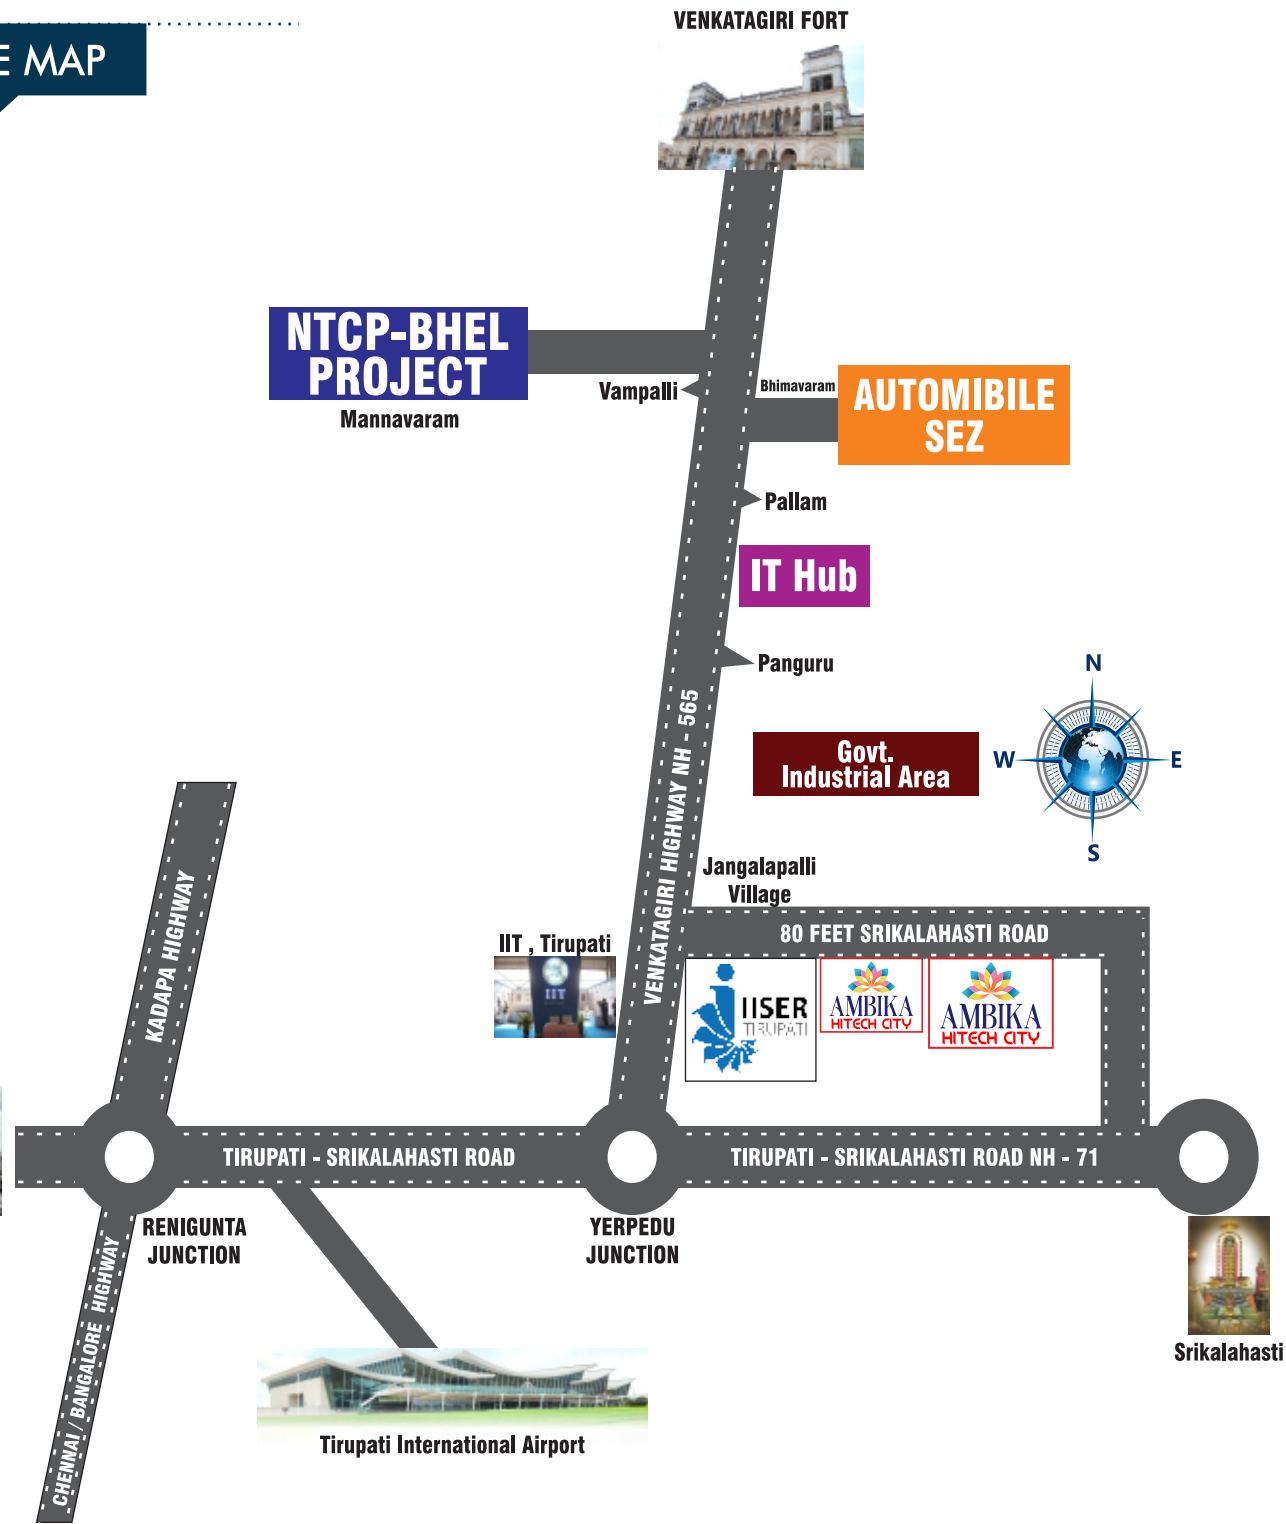 VENKATAGIRI FORT
E MAP
NTCP-BHEL
PROJECT
Mannavaram
Vampalli
Bhimavaram
AUTOMIBILE
SEZ
Pallam
IT Hub
Panguru
N
W
E
S
Govt.
Industrial Area
VENKATAGIRI HIGHWAY NH - 565
Jangalapalli
Village
80 FEET SRIKALAHASTI ROAD
KADAPA HIGHWAY
IIT , Tirupati
IIT
IISER
TIRUPATI
AMBIKA
HITECH CITY
AMBIKA
HITECH CITY
TIRUPATI - SRIKALAHASTI ROAD
TIRUPATI - SRIKALAHASTI ROAD NH - 71
RENIGUNTA
JUNCTION
YERPEDU
JUNCTION
CHENNAI / BANGALORE HIGHWAY
Srikalahasti
Tirupati International Airport